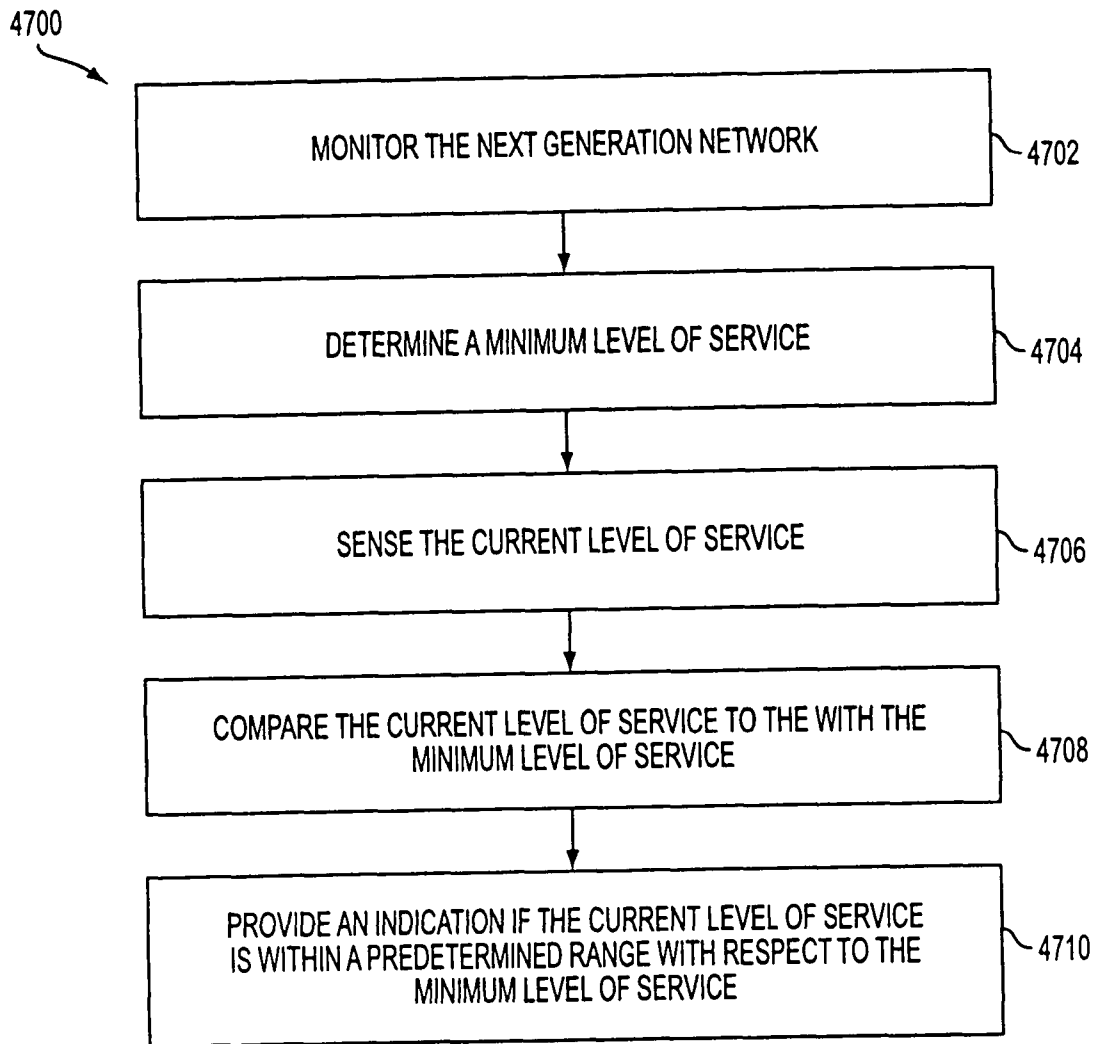 4700
MONITOR THE NEXT GENERATION NETWORK
4702
DETERMINE A MINIMUM LEVEL OF SERVICE
4704
SENSE THE CURRENT LEVEL OF SERVICE
4706
COMPARE THE CURRENT LEVEL OF SERVICE TO THE WITH THE
MINIMUM LEVEL OF SERVICE
4708
PROVIDE AN INDICATION IF THE CURRENT LEVEL OF SERVICE
IS WITHIN A PREDETERMINED RANGE WITH RESPECT TO THE
MINIMUM LEVEL OF SERVICE
4710